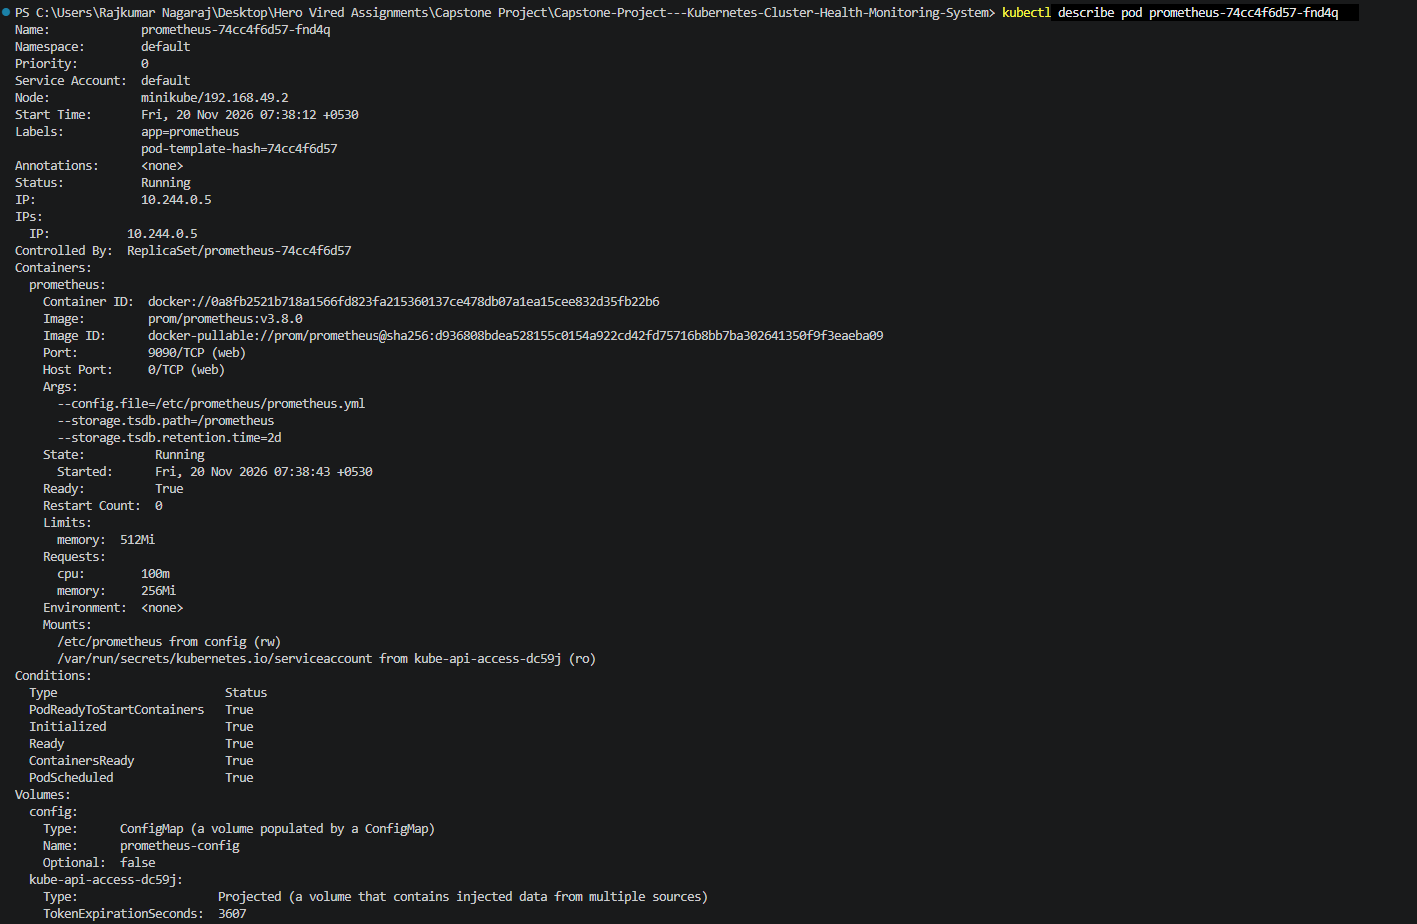 PS C:\Users\Rajkumar Nagaraj\Desktop\Hero Vired Assignments\Capstone Project\Capstone-Project---Kubernetes-Cluster-Health-Monitoring-System> kubectl describe pod prometheus-74cc4f6d57-fnd4q
Name:             prometheus-74cc4f6d57-fnd4q
Namespace:        default
Priority:         0
Service Account:  default
Node:             minikube/192.168.49.2
Start Time:       Fri, 20 Nov 2026 07:38:12 +0530
Labels:           app=prometheus
                  pod-template-hash=74cc4f6d57
Annotations:      <none>
Status:           Running
IP:               10.244.0.5
IPs:
  IP:           10.244.0.5
Controlled By:  ReplicaSet/prometheus-74cc4f6d57
Containers:
  prometheus:
    Container ID:  docker://0a8fb2521b718a1566fd823fa215360137ce478db07a1ea15cee832d35fb22b6
    Image:         prom/prometheus:v3.8.0
    Image ID:      docker-pullable://prom/prometheus@sha256:d936808bdea528155c0154a922cd42fd75716b8bb7ba302641350f9f3eaeba09
    Port:          9090/TCP (web)
    Host Port:     0/TCP (web)
    Args:
      --config.file=/etc/prometheus/prometheus.yml
      --storage.tsdb.path=/prometheus
      --storage.tsdb.retention.time=2d
    State:          Running
      Started:      Fri, 20 Nov 2026 07:38:43 +0530
    Ready:          True
    Restart Count:  0
    Limits:
      memory:  512Mi
    Requests:
      cpu:        100m
      memory:     256Mi
    Environment:  <none>
    Mounts:
      /etc/prometheus from config (rw)
      /var/run/secrets/kubernetes.io/serviceaccount from kube-api-access-dc59j (ro)
Conditions:
  Type                        Status
  PodReadyToStartContainers   True
  Initialized                 True
  Ready                       True
  ContainersReady             True
  PodScheduled                True
Volumes:
  config:
    Type:      ConfigMap (a volume populated by a ConfigMap)
    Name:      prometheus-config
    Optional:  false
  kube-api-access-dc59j:
    Type:                    Projected (a volume that contains injected data from multiple sources)
    TokenExpirationSeconds:  3607